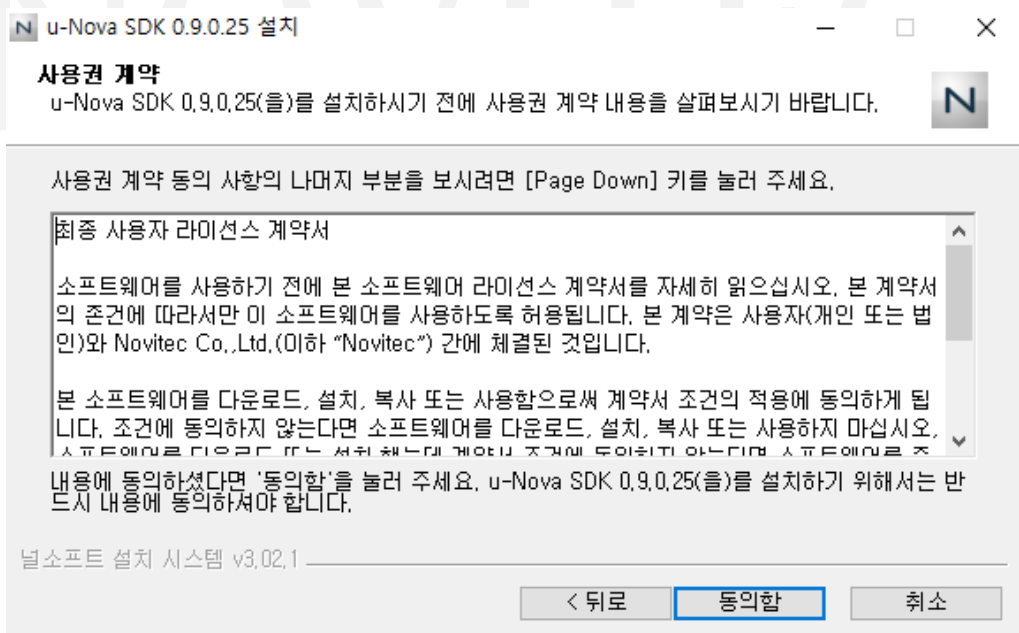 u-Nova SDK 0.9.0.25 설치
사용권 계약
u-Nova SDK 0.9.0.25(을)를 설치하시기 전에 사용권 계약 내용을 살펴보시기 바랍니다.
N
사용권 계약 동의 사항의 나머지 부분을 보시려면 [Page Down] 키를 눌러 주세요.
최종 사용자 라이선스 계약서
소프트웨어를 사용하기 전에 본 소프트웨어 라이선스 계약서를 자세히 읽으십시오. 본 계약서
의 존건에 따라서만 이 소프트웨어를 사용하도록 허용됩니다. 본 계약은 사용자(개인 또는 법
인)와 Novitec Co.,Ltd.(이하 “Novitec”) 간에 체결된 것입니다.
본 소프트웨어를 다운로드, 설치, 복사 또는 사용함으로써 계약서 조건의 적용에 동의하게 됩
니다. 조건에 동의하지 않는다면 소프트웨어를 다운로드, 설치, 복사 또는 사용하지 마십시오.
내용에 동의하셨다면 '동의함'을 눌러 주세요. u-Nova SDK 0.9.0.25(을)를 설치하기 위해서는 반
드시 내용에 동의하셔야 합니다.
널소프트 설치 시스템 v3.02.1
< 뒤로
동의함
취소